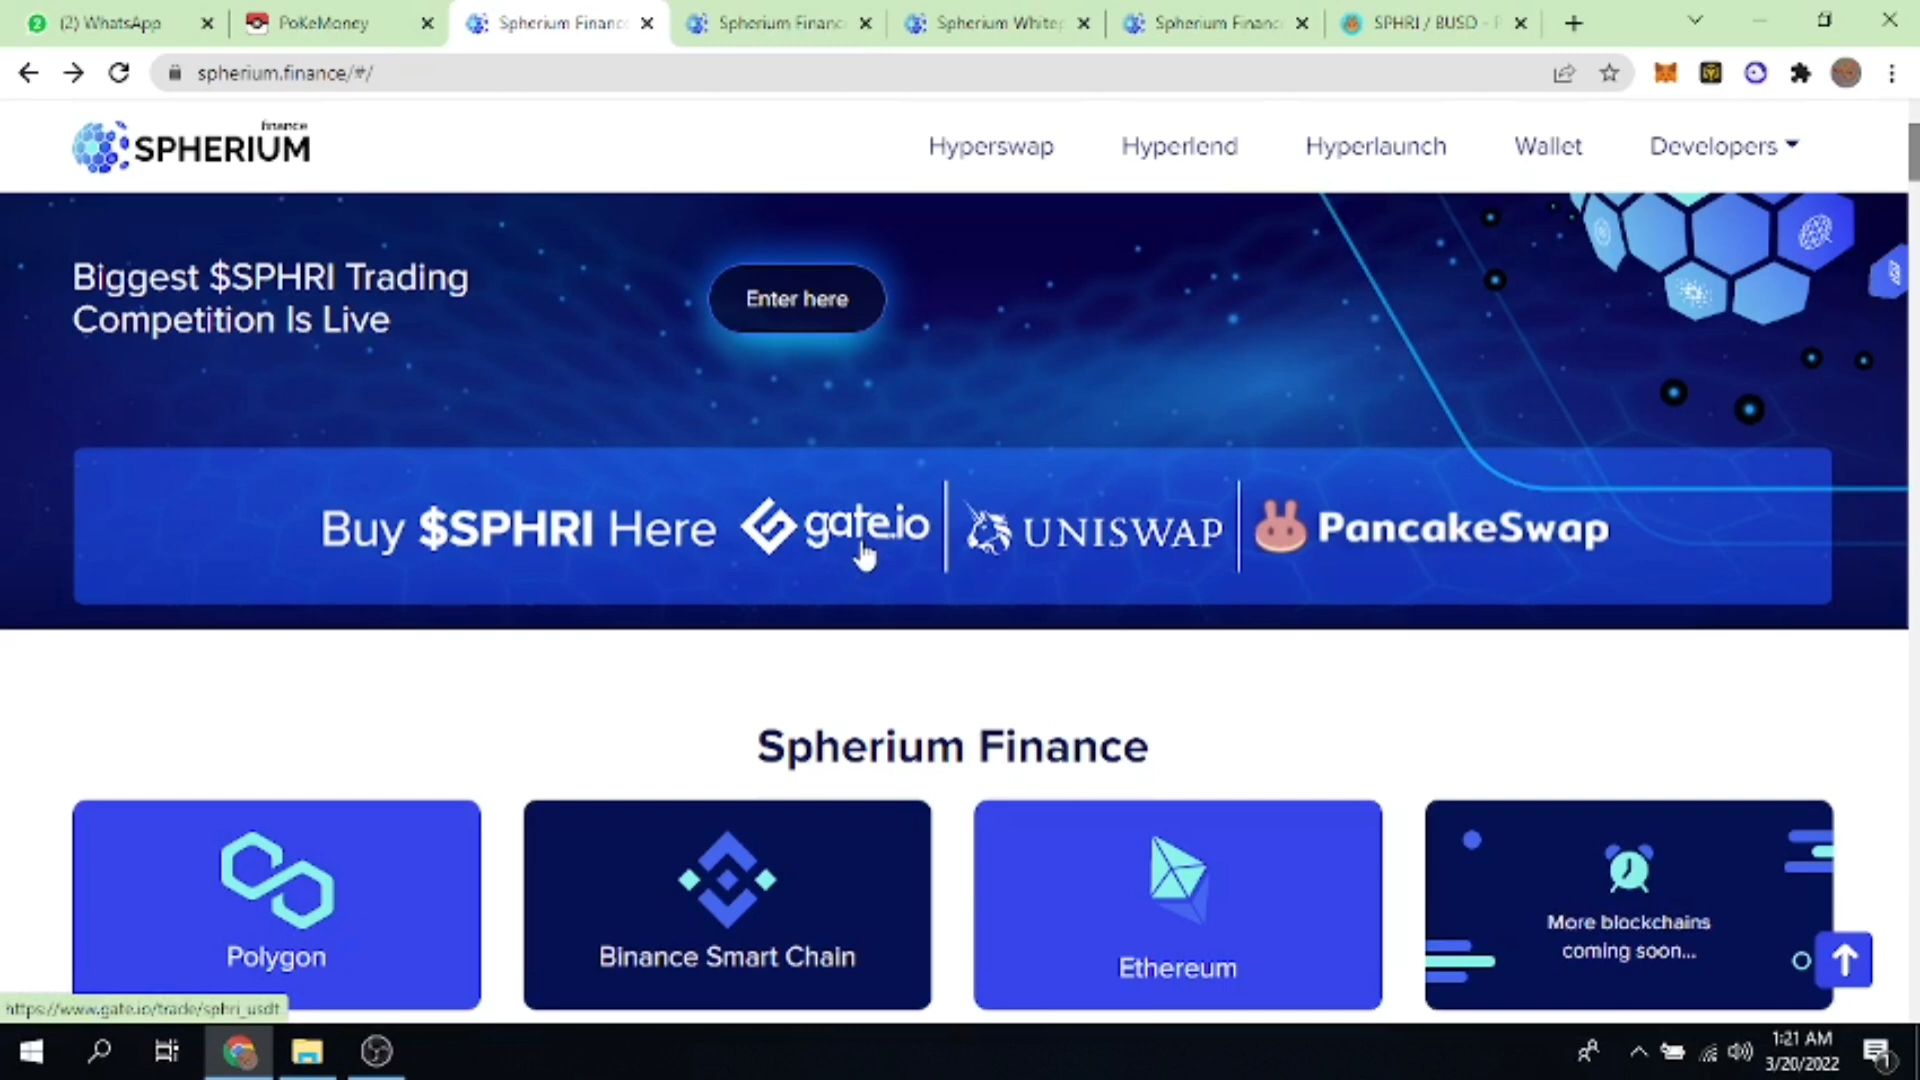 (2) WhatsApp
PoKeMoney
Spherium Financ
Spherium Financ
Spherium Whitep
Spherium Financ
SPHRI / BUSD - P
spherium.finance/#/
finance
SPHERIUM
Hyperswap
Hyperlend
Hyperlaunch
Wallet
Developers
Biggest $SPHRI Trading
Competition Is Live
Enter here
Buy $SPHRI Here
gate.io
UNISWAP
PancakeSwap
Spherium Finance
Polygon
Binance Smart Chain
Ethereum
More blockchains
coming soon...
https://www.gate.io/trade/sphri_usdt
1:21 AM
3/20/2022
1